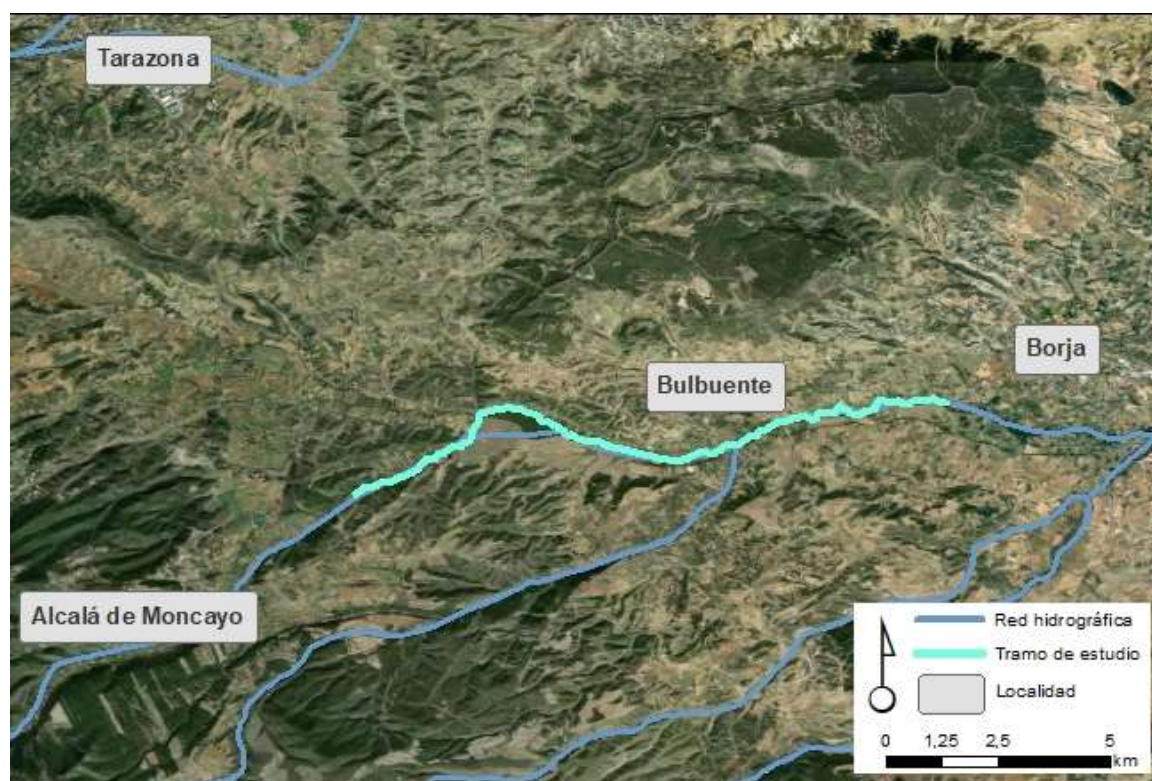 Tarazona
Borja
Bulbuente
Alcalá de Moncayo
Red hidrográfica
Tramo de estudio
Localidad
0 1,25 2,5 5
km